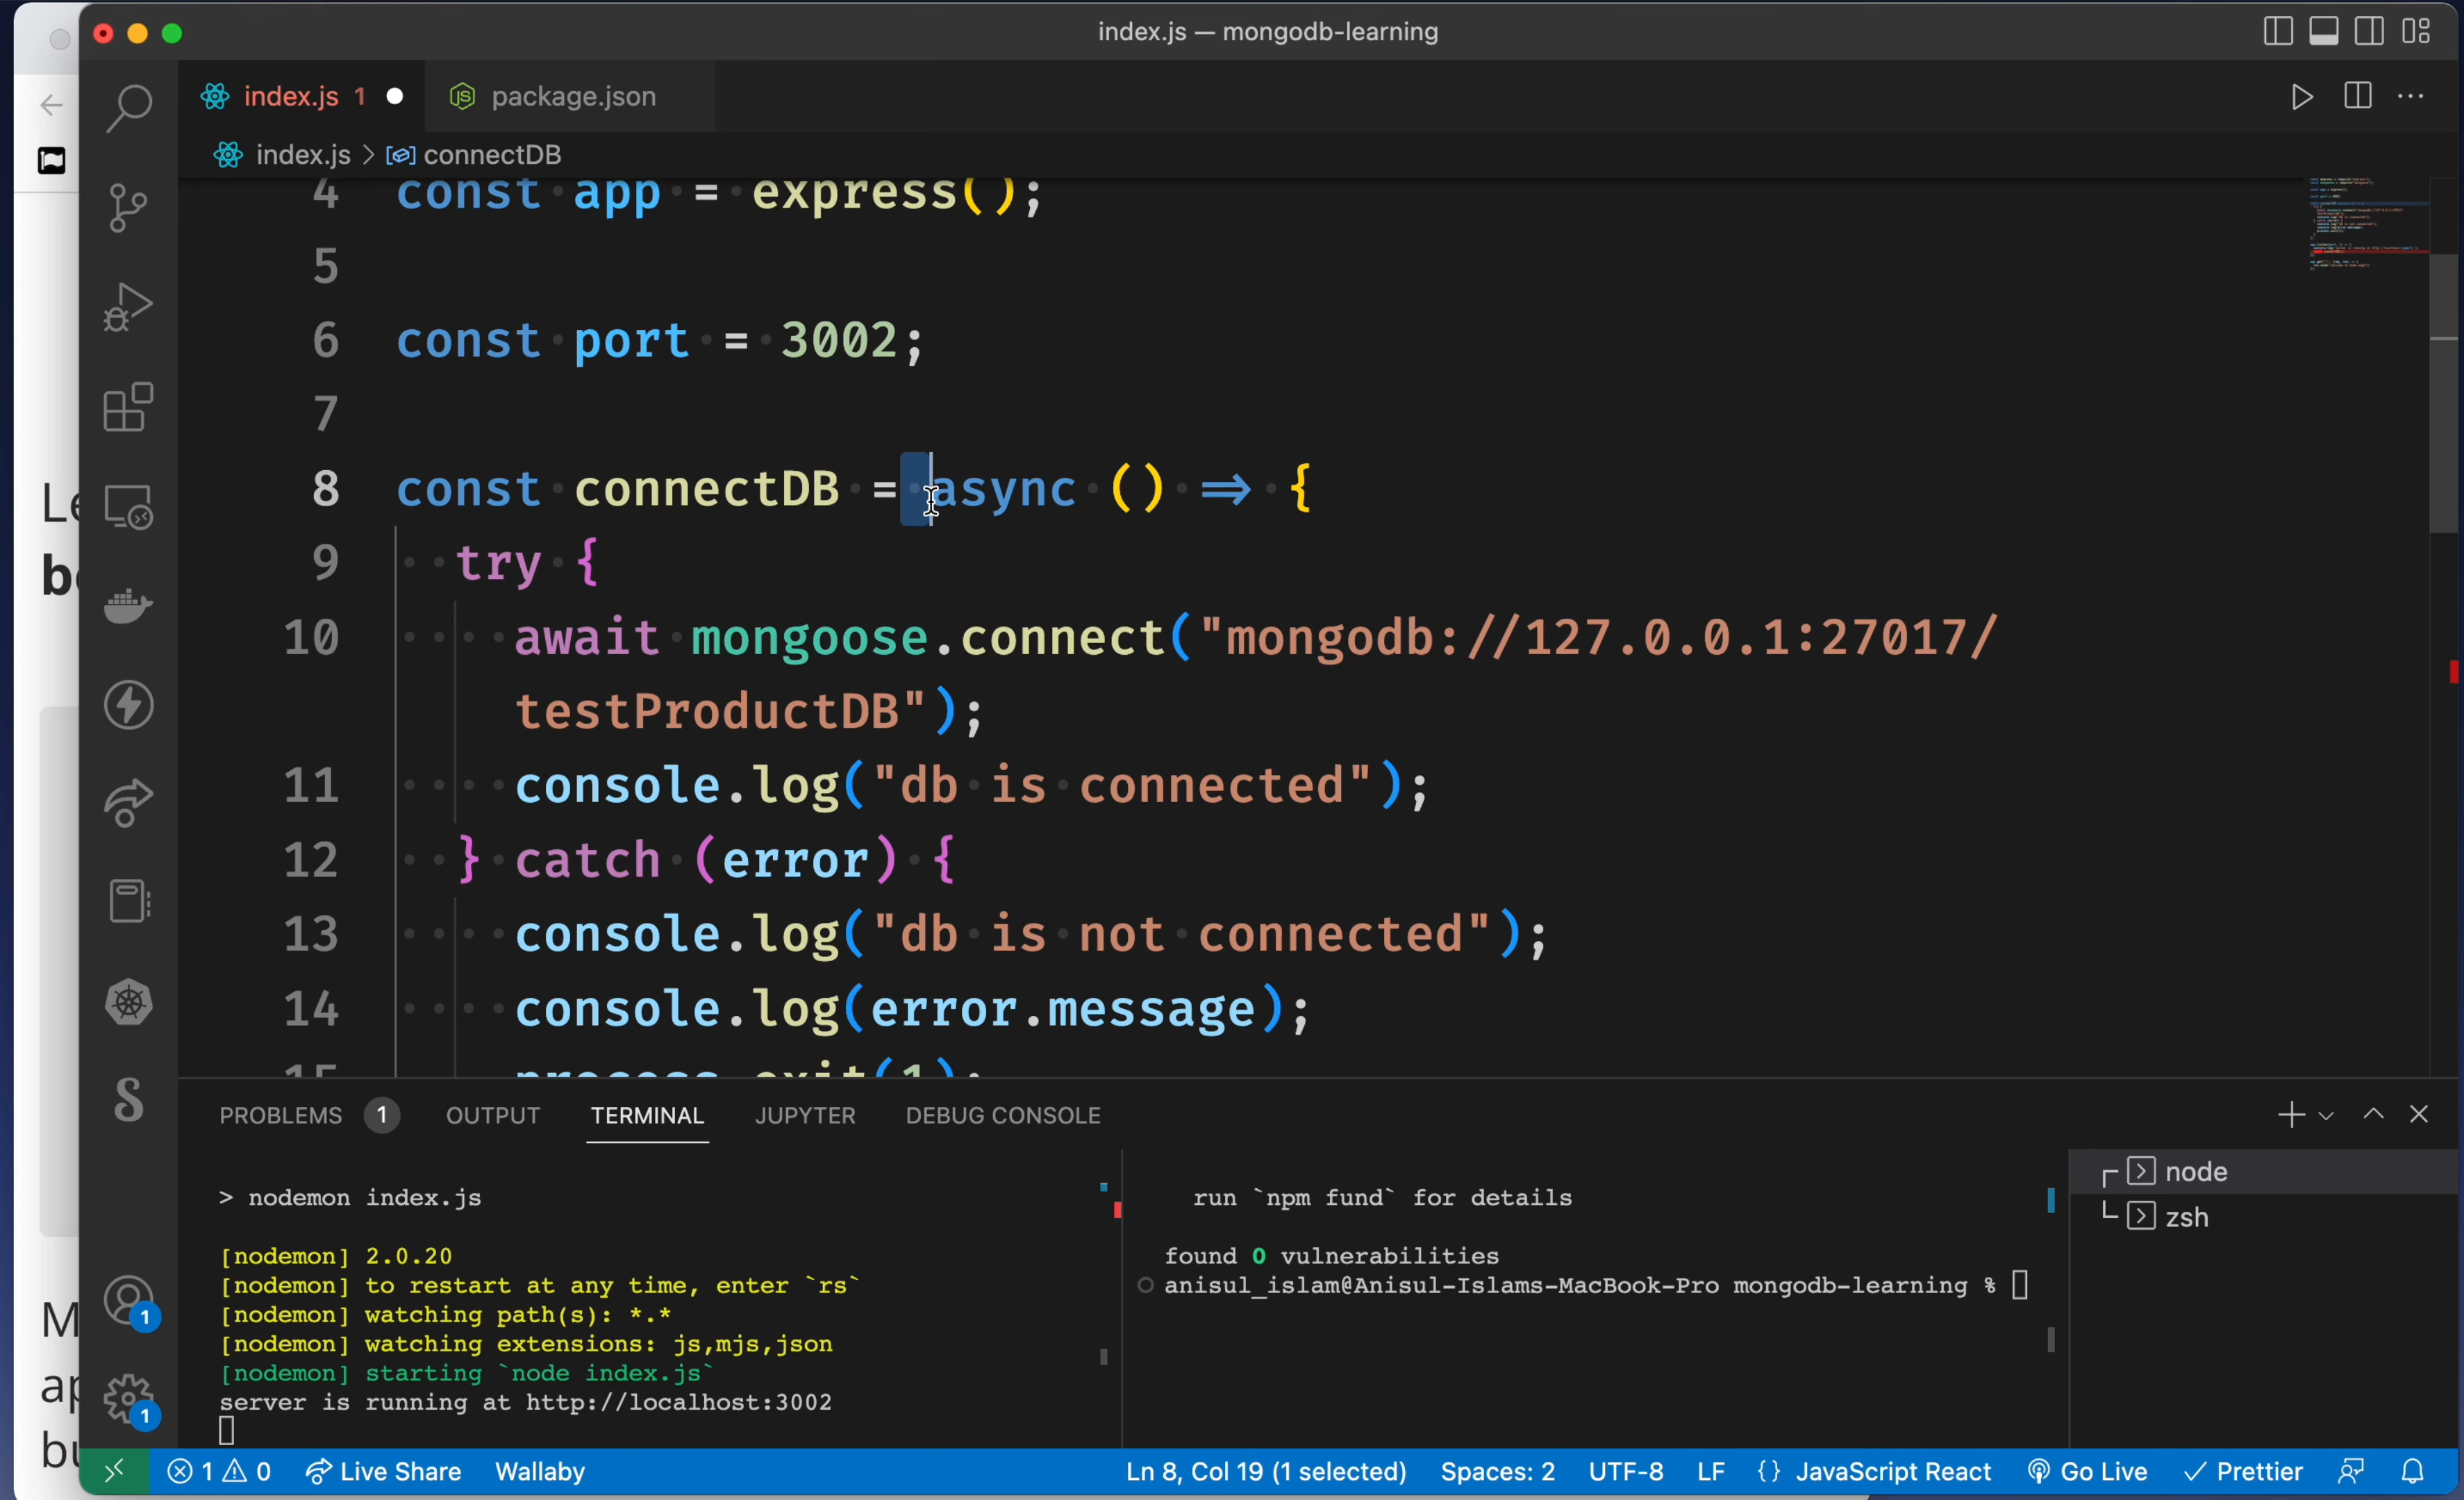 index.js — mongodb-learning
index.js 1
package.json
index.js > connectDB
4 const app = express();
5
6 const port = 3002;
7
8 const connectDB = async () => {
9 try {
10 await mongoose.connect("mongodb://127.0.0.1:27017/
testProductDB");
11 console.log("db is connected");
12 } catch (error) {
13 console.log("db is not connected");
14 console.log(error.message);
15 process.exit(1);
PROBLEMS 1 OUTPUT TERMINAL JUPYTER DEBUG CONSOLE
> nodemon index.js
[nodemon] 2.0.20
[nodemon] to restart at any time, enter `rs`
[nodemon] watching path(s): *.*
[nodemon] watching extensions: js,mjs,json
[nodemon] starting `node index.js`
server is running at http://localhost:3002
run `npm fund` for details
found 0 vulnerabilities
anisul_islam@Anisul-Islams-MacBook-Pro mongodb-learning %
node
zsh
1
1
1 0 Live Share Wallaby Ln 8, Col 19 (1 selected) Spaces: 2 UTF-8 LF {} JavaScript React Go Live Prettier